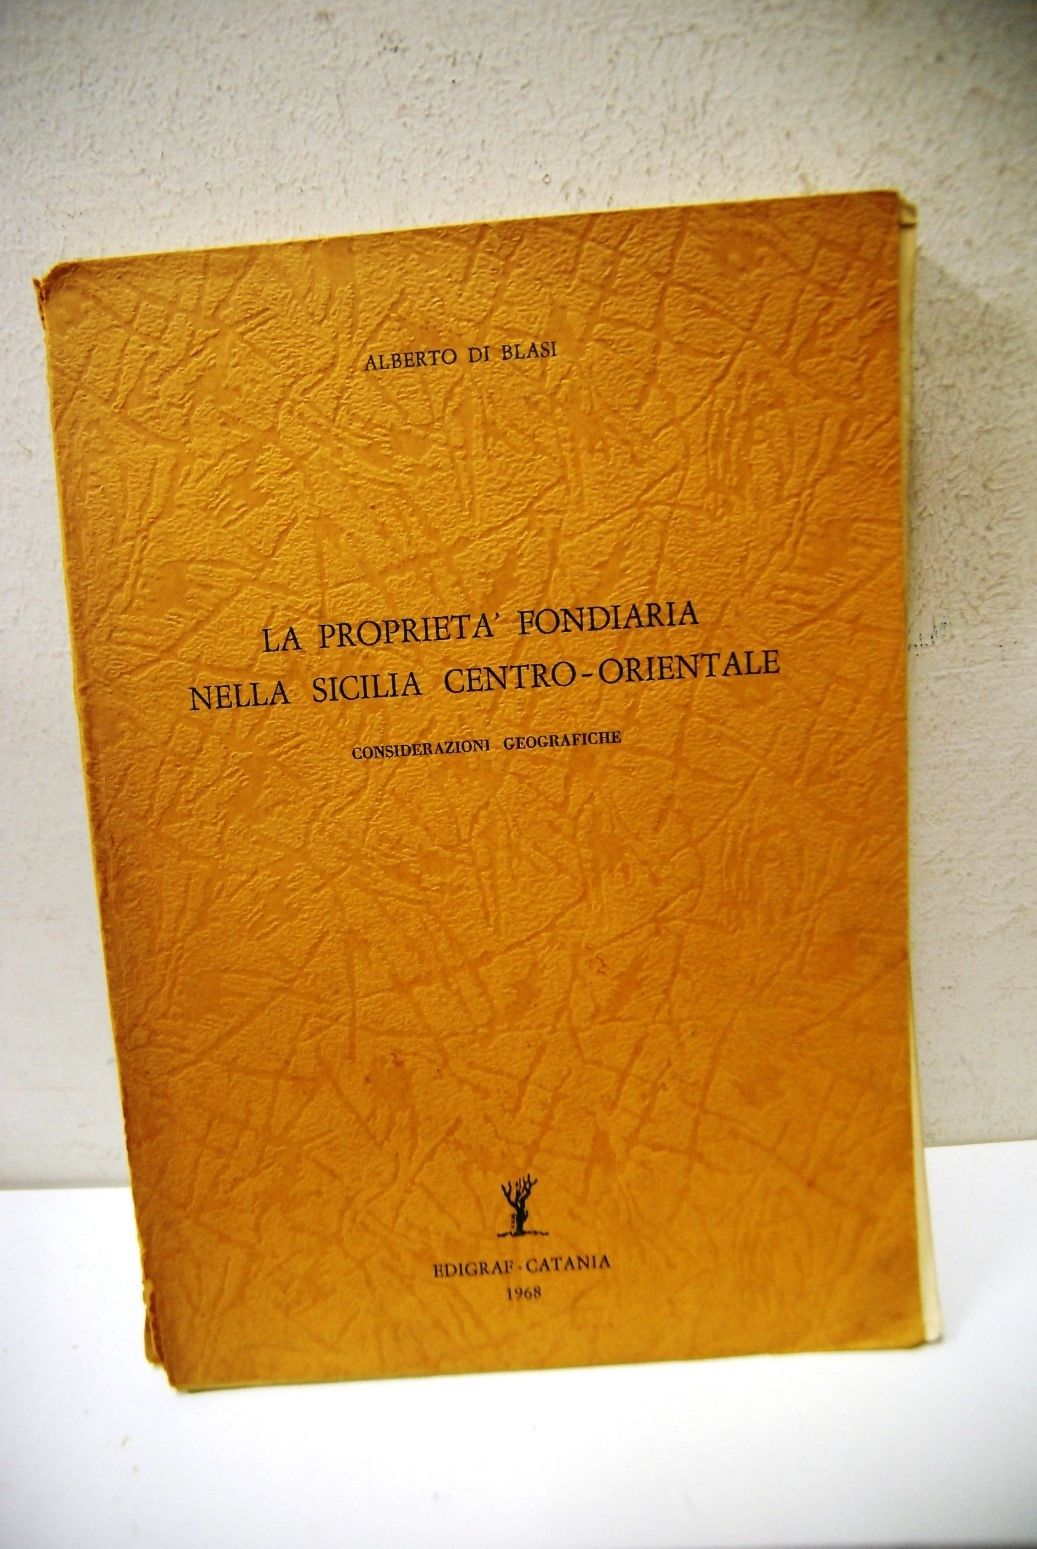 ALBERTO DI BLASI
LA PROPRIETA' FONDIARIA
NELLA SICILIA CENTRO-ORIENTALE
CONSIDERAZIONI GEOGRAFICHE
EDIGRAF - CATANIA
1968